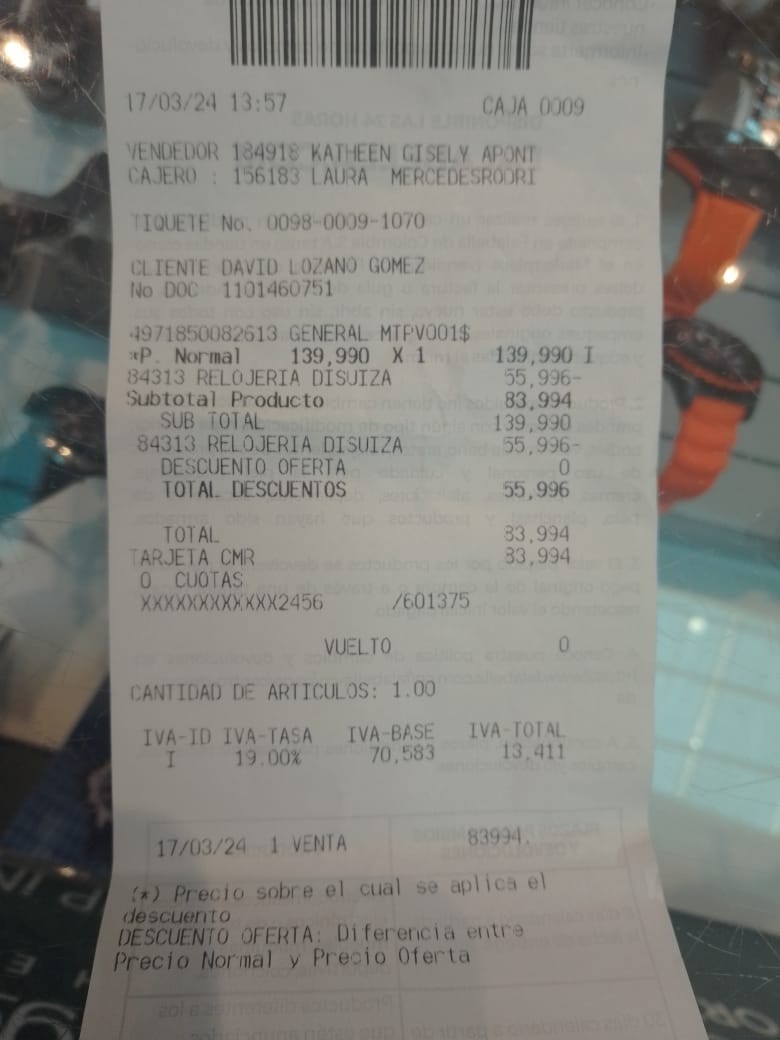 17/03/24 13:57 CAJA 0009
VENDEDOR 184918 KATHEEN GISELY APONT
CAJERO : 156183 LAURA MERCEDESRODRI
TIQUETE No. 0098-0009-1070
CLIENTE DAVID LOZANO GOMEZ
No DOC 1101460751
4971850082613 GENERAL MTPV001$
*P. Normal 139,990 X 1 139,990 I
84313 RELOJERIA DISUIZA 55,996-
Subtotal Producto 83,994
SUB TOTAL 139,990
84313 RELOJERIA DISUIZA 55,996-
DESCUENTO OFERTA 0
TOTAL DESCUENTOS 55,996
TOTAL 83,994
TARJETA CMR 83,994
0 CUOTAS
XXXXXXXXXXXX2456 /601375
VUELTO 0
CANTIDAD DE ARTICULOS: 1.00
IVA-ID IVA-TASA IVA-BASE IVA-TOTAL
I 19.00% 70,583 13,411
17/03/24 1 VENTA 83994.
(*) Precio sobre el cual se aplica el
descuento
DESCUENTO OFERTA: Diferencia entre
Precio Normal y Precio Oferta